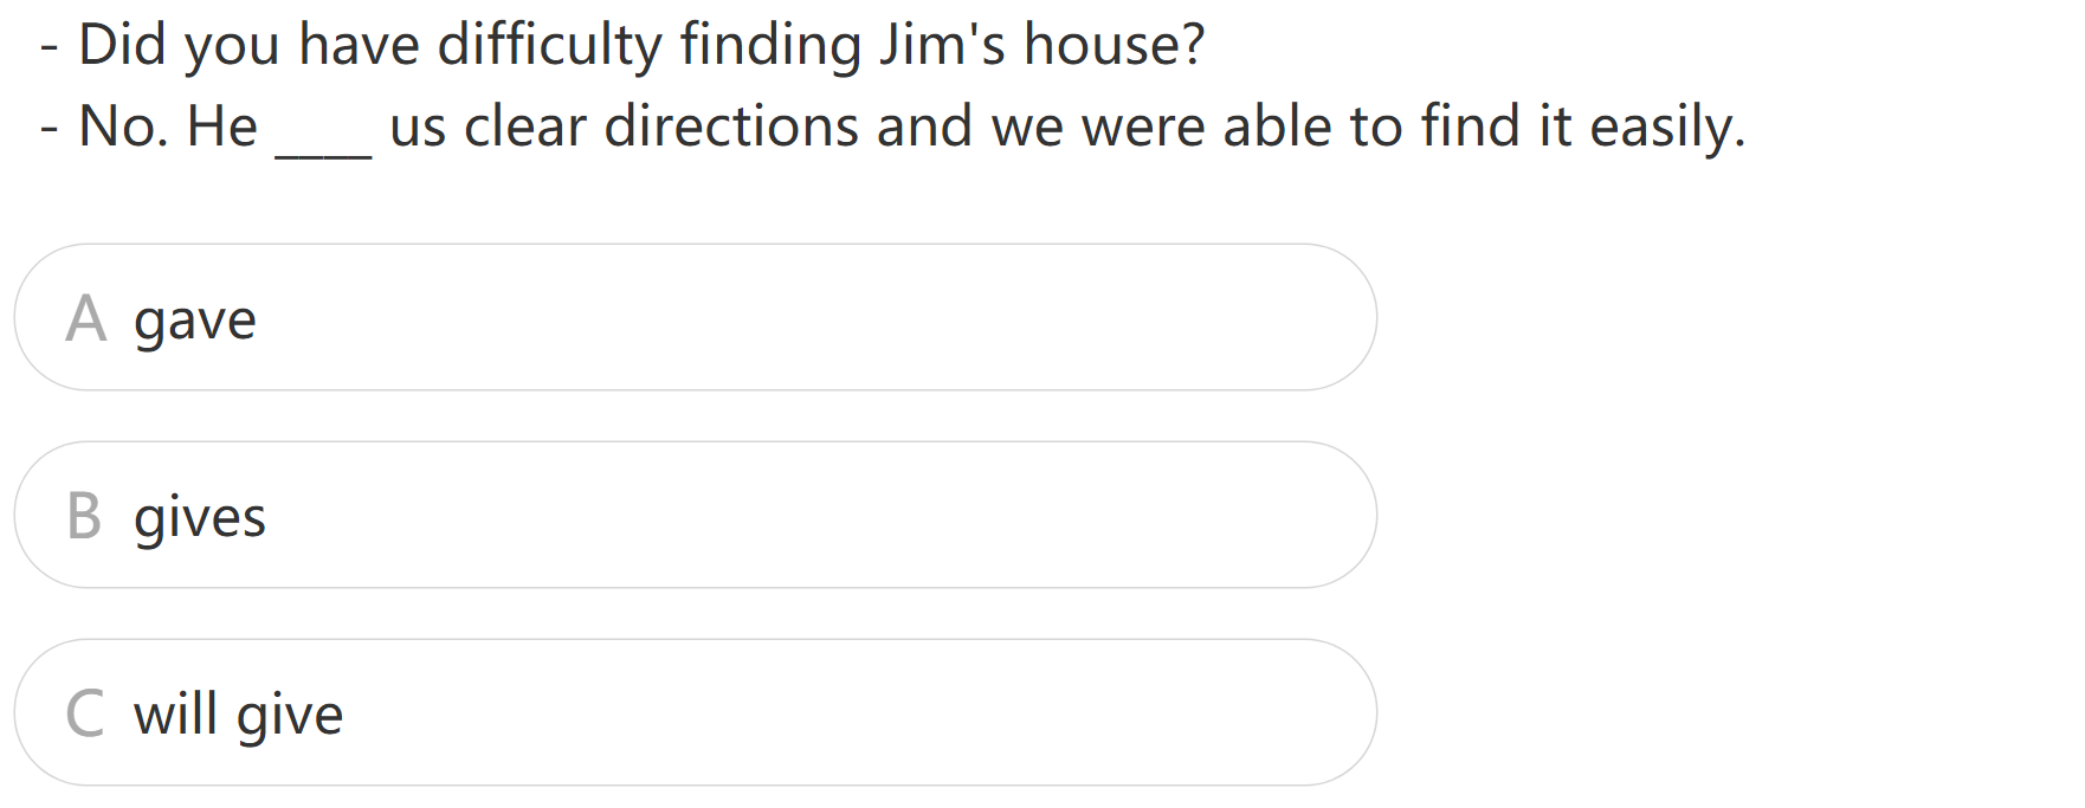 - Did you have difficulty finding Jim's house?
- No. He ____ us clear directions and we were able to find it easily.
A gave
B gives
C will give